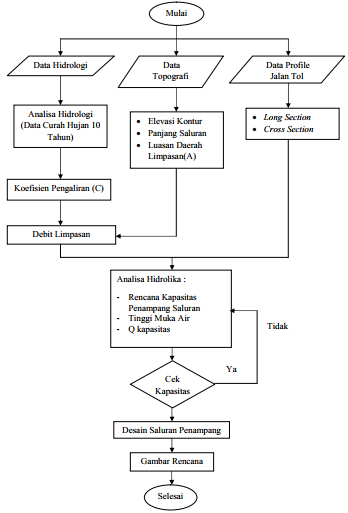 Mulai
Data Hidrologi
Data
Topografi
Data Profile
Jalan Tol
Analisa Hidrologi
(Data Curah Hujan 10
Tahun)
• Elevasi Kontur
• Panjang Saluran
• Luasan Daerah
Limpasan(A)
• Long Section
• Cross Section
Koefisien Pengaliran (C)
Debit Limpasan
Analisa Hidrolika :
- Rencana Kapasitas
Penampang Saluran
- Tinggi Muka Air
- Q kapasitas
Tidak
Ya
Cek
Kapasitas
Desain Saluran Penampang
Gambar Rencana
Selesai